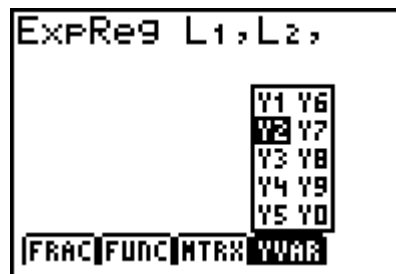 ExpReg L1,L2,
Y1 Y6
Y2 Y7
Y3 Y8
Y4 Y9
Y5 Y0
FRAC FUNC MTRX YVAR